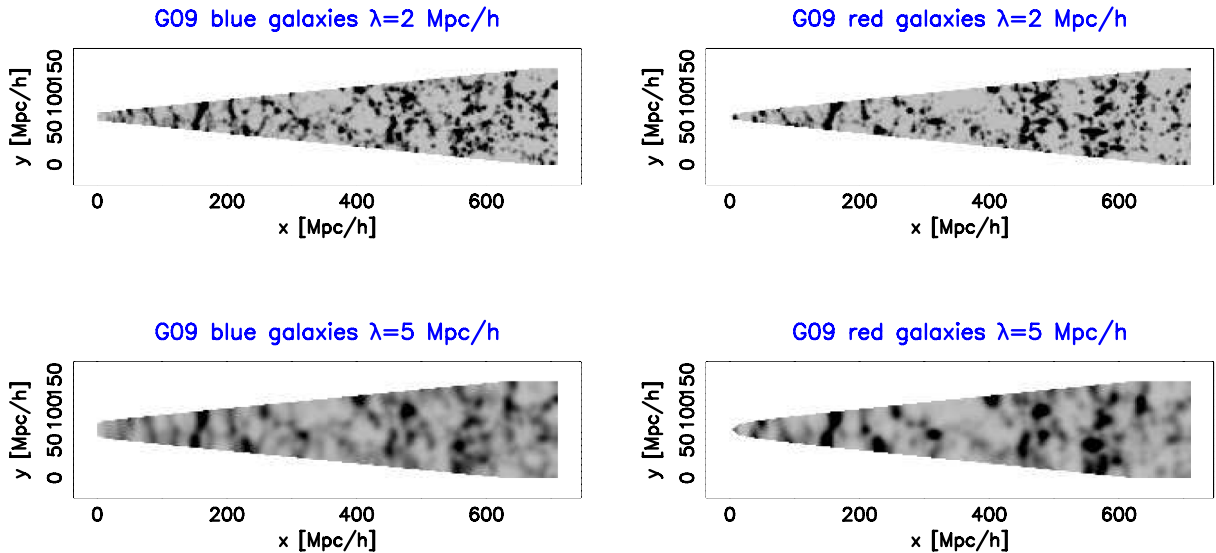 G09 blue galaxies λ=2 Mpc/h
y [Mpc/h]
0 50 100 150
0 200 400 600
x [Mpc/h]
G09 red galaxies λ=2 Mpc/h
y [Mpc/h]
0 50 100 150
0 200 400 600
x [Mpc/h]
G09 blue galaxies λ=5 Mpc/h
y [Mpc/h]
0 50 100 150
0 200 400 600
x [Mpc/h]
G09 red galaxies λ=5 Mpc/h
y [Mpc/h]
0 50 100 150
0 200 400 600
x [Mpc/h]